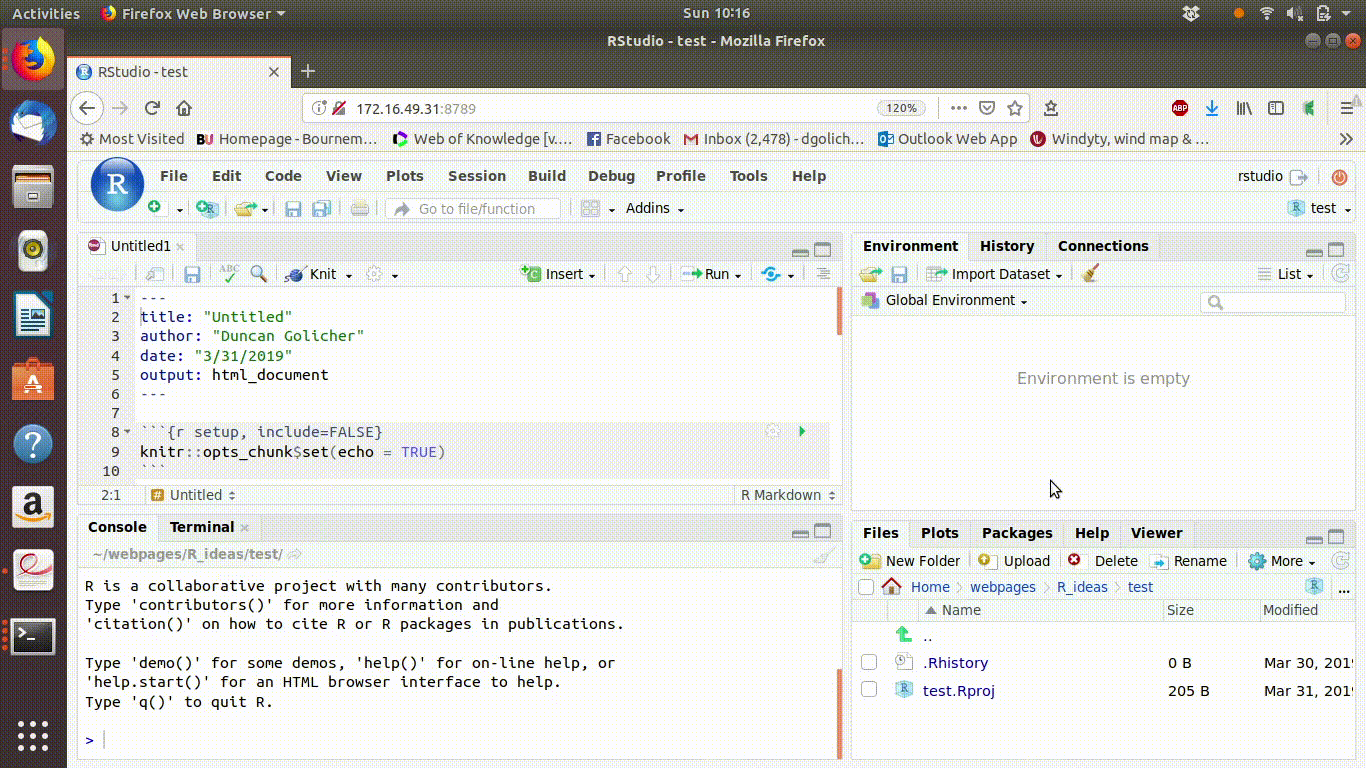 Activities Firefox Web Browser Sun 10:16
RStudio - test - Mozilla Firefox
R RStudio - test
172.16.49.31:8789 120% ABP
Most Visited BU Homepage - Bournem… Web of Knowledge [v.… Facebook Inbox (2,478) - dgolich… Outlook Web App Windyty, wind map & …
R File Edit Code View Plots Session Build Debug Profile Tools Help rstudio
Go to file/function Addins test
Untitled1
ABC Knit Insert Run
1 ---
2 title: "Untitled"
3 author: "Duncan Golicher"
4 date: "3/31/2019"
5 output: html_document
6 ---
7
8 ```{r setup, include=FALSE}
9 knitr::opts_chunk$set(echo = TRUE)
10 ```
2:1 # Untitled R Markdown
Console Terminal
~/webpages/R_ideas/test/
R is a collaborative project with many contributors.
Type 'contributors()' for more information and
'citation()' on how to cite R or R packages in publications.
Type 'demo()' for some demos, 'help()' for on-line help, or
'help.start()' for an HTML browser interface to help.
Type 'q()' to quit R.
>
Environment History Connections
Import Dataset List
Global Environment
Environment is empty
Files Plots Packages Help Viewer
New Folder Upload Delete Rename More
Home webpages R_ideas test ...
Name Size Modified
..
.Rhistory 0 B Mar 30, 2019
test.Rproj 205 B Mar 31, 2019